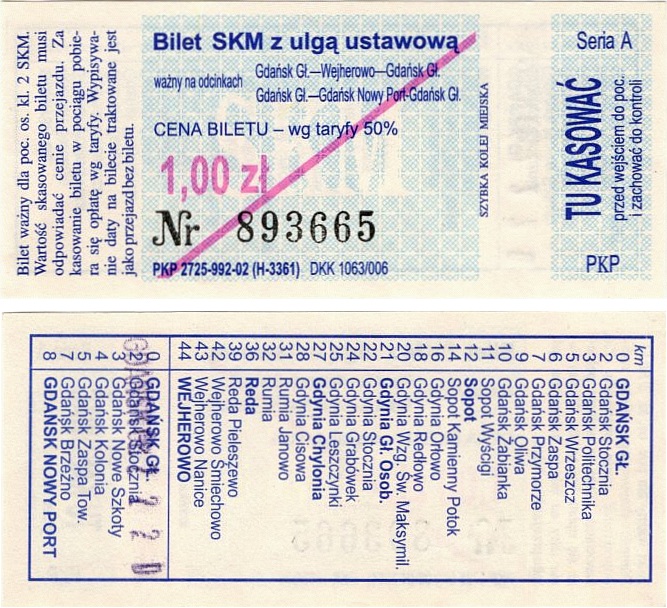 Bilet ważny dla poc. os. kl. 2 SKM.
Wartość skasowanego biletu musi
odpowiadać cenie przejazdu. Za
kasowanie biletu w pociągu pobie-
ra się opłatę wg taryfy. Wypisywa-
nie daty na bilecie traktowane jest
jako przejazd bez biletu.
Bilet SKM z ulgą ustawową
ważny na odcinkach
Gdańsk Gł.—Wejherowo—Gdańsk Gł.
Gdańsk Gł.—Gdańsk Nowy Port-Gdańsk Gł.
CENA BILETU – wg taryfy 50%
1,00 zł
Nr 893665
PKP 2725-992-02 (H-3361) DKK 1063/006
SZYBKA KOLEJ MIEJSKA
Seria A
TU KASOWAĆ
przed wejściem do poc.
i zachować do kontroli
PKP
km
0 GDAŃSK GŁ.
2 Gdańsk Stocznia
3 Gdańsk Politechnika
5 Gdańsk Wrzeszcz
6 Gdańsk Zaspa
7 Gdańsk Przymorze
9 Gdańsk Oliwa
10 Gdańsk Żabianka
11 Sopot Wyścigi
12 Sopot
14 Sopot Kamienny Potok
16 Gdynia Orłowo
18 Gdynia Redłowo
20 Gdynia Wzg. Św. Maksymil.
21 Gdynia Gł. Osob.
22 Gdynia Stocznia
24 Gdynia Grabówek
25 Gdynia Leszczynki
27 Gdynia Chylonia
28 Gdynia Cisowa
31 Rumia Janowo
32 Rumia
36 Reda
39 Reda Pieleszewo
42 Wejherowo Śmiechowo
43 Wejherowo Nanice
44 WEJHEROWO
0 GDAŃSK GŁ.
2 Gdańsk Stocznia
3 Gdańsk Nowe Szkoty
4 Gdańsk Kolonia
5 Gdańsk Zaspa Tow.
7 Gdańsk Brzeźno
8 GDAŃSK NOWY PORT